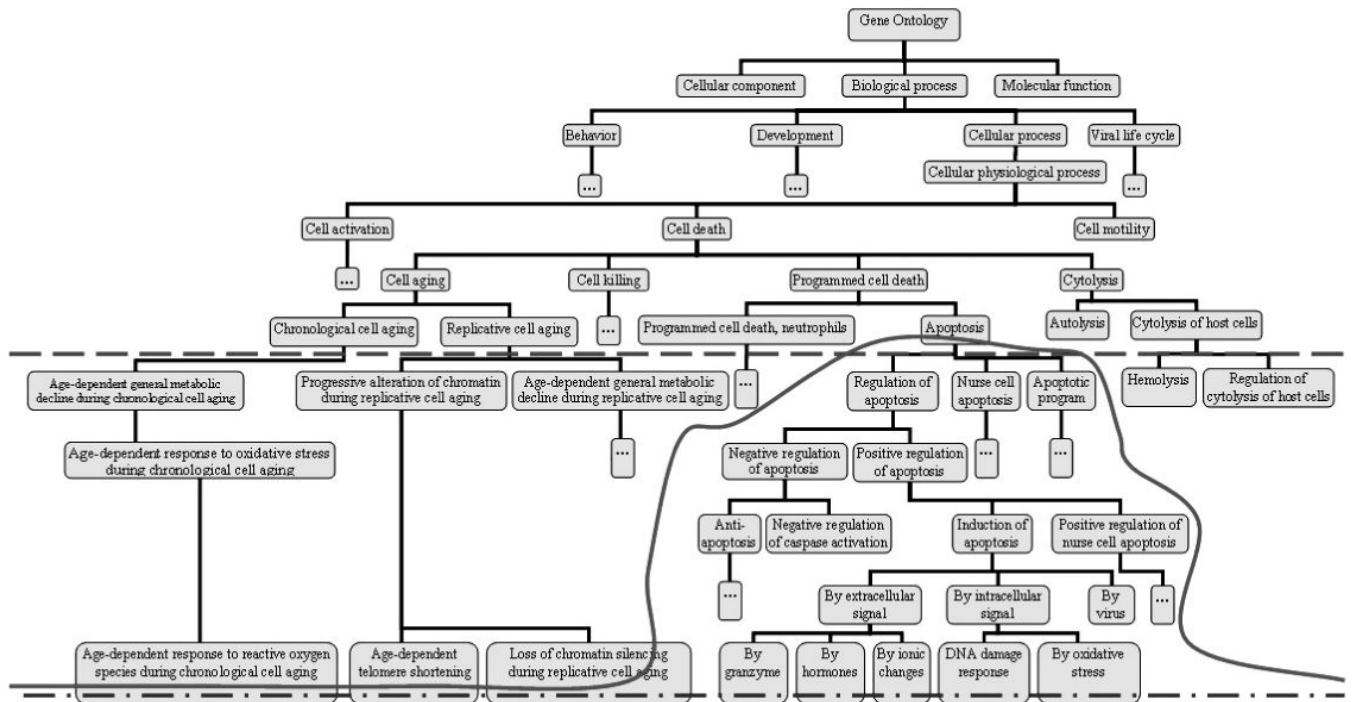 Gene Ontology
Cellular component
Biological process
Molecular function
Behavior
Development
Cellular process
Viral life cycle
...
...
Cellular physiological process
...
Cell activation
Cell death
Cell motility
...
Cell aging
Cell killing
Programmed cell death
Cytolysis
Chronological cell aging
Replicative cell aging
...
Programmed cell death, neutrophils
Apoptosis
Autolysis
Cytolysis of host cells
Age-dependent general metabolic
decline during chronological cell aging
Progressive alteration of chromatin
during replicative cell aging
Age-dependent general metabolic
decline during replicative cell aging
...
Regulation of
apoptosis
Nurse cell
apoptosis
Apoptotic
program
Hemolysis
Regulation of
cytolysis of host cells
Age-dependent response to oxidative stress
during chronological cell aging
...
Negative regulation
of apoptosis
Positive regulation
of apoptosis
...
...
Anti-
apoptosis
Negative regulation
of caspase activation
Induction of
apoptosis
Positive regulation of
nurse cell apoptosis
...
By extracellular
signal
By intracellular
signal
By
virus
...
Age-dependent response to reactive oxygen
species during chronological cell aging
Age-dependent
telomere shortening
Loss of chromatin silencing
during replicative cell aging
By
granzyme
By
hormones
By ionic
changes
DNA damage
response
By oxidative
stress